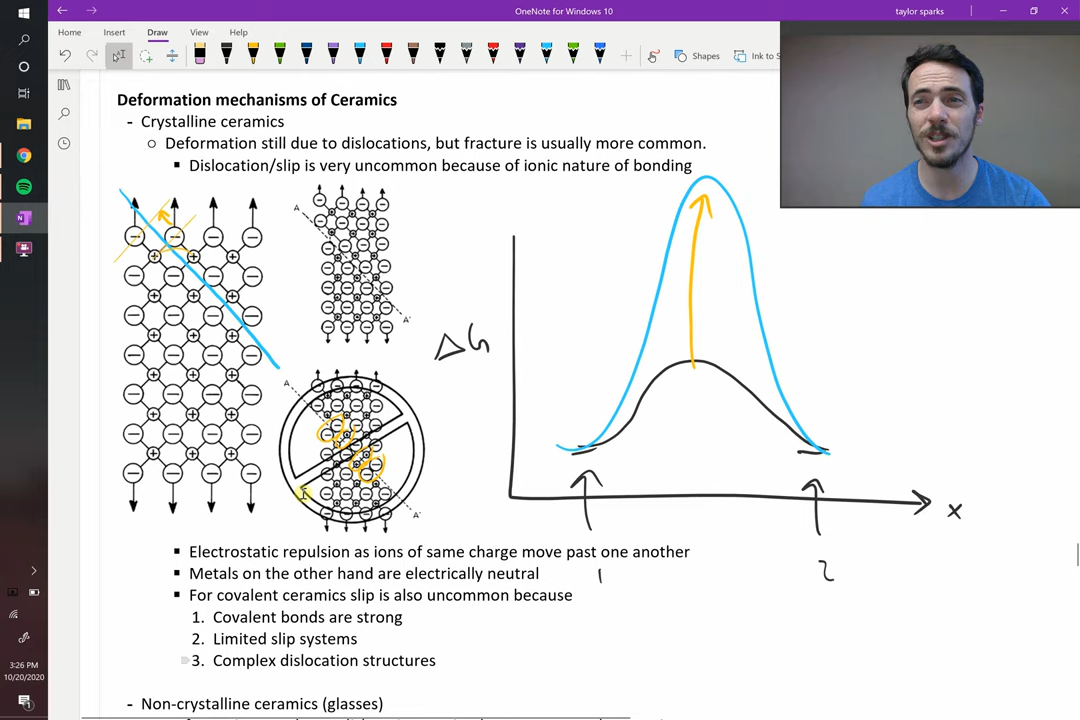 OneNote for Windows 10
taylor sparks
Home Insert Draw View Help
Shapes
Ink to S
Deformation mechanisms of Ceramics
- Crystalline ceramics
Deformation still due to dislocations, but fracture is usually more common.
▪ Dislocation/slip is very uncommon because of ionic nature of bonding
A
A'
A
A'
ΔG
x
1
2
▪ Electrostatic repulsion as ions of same charge move past one another
▪ Metals on the other hand are electrically neutral
▪ For covalent ceramics slip is also uncommon because
1. Covalent bonds are strong
2. Limited slip systems
3. Complex dislocation structures
- Non-crystalline ceramics (glasses)
3:26 PM
10/20/2020